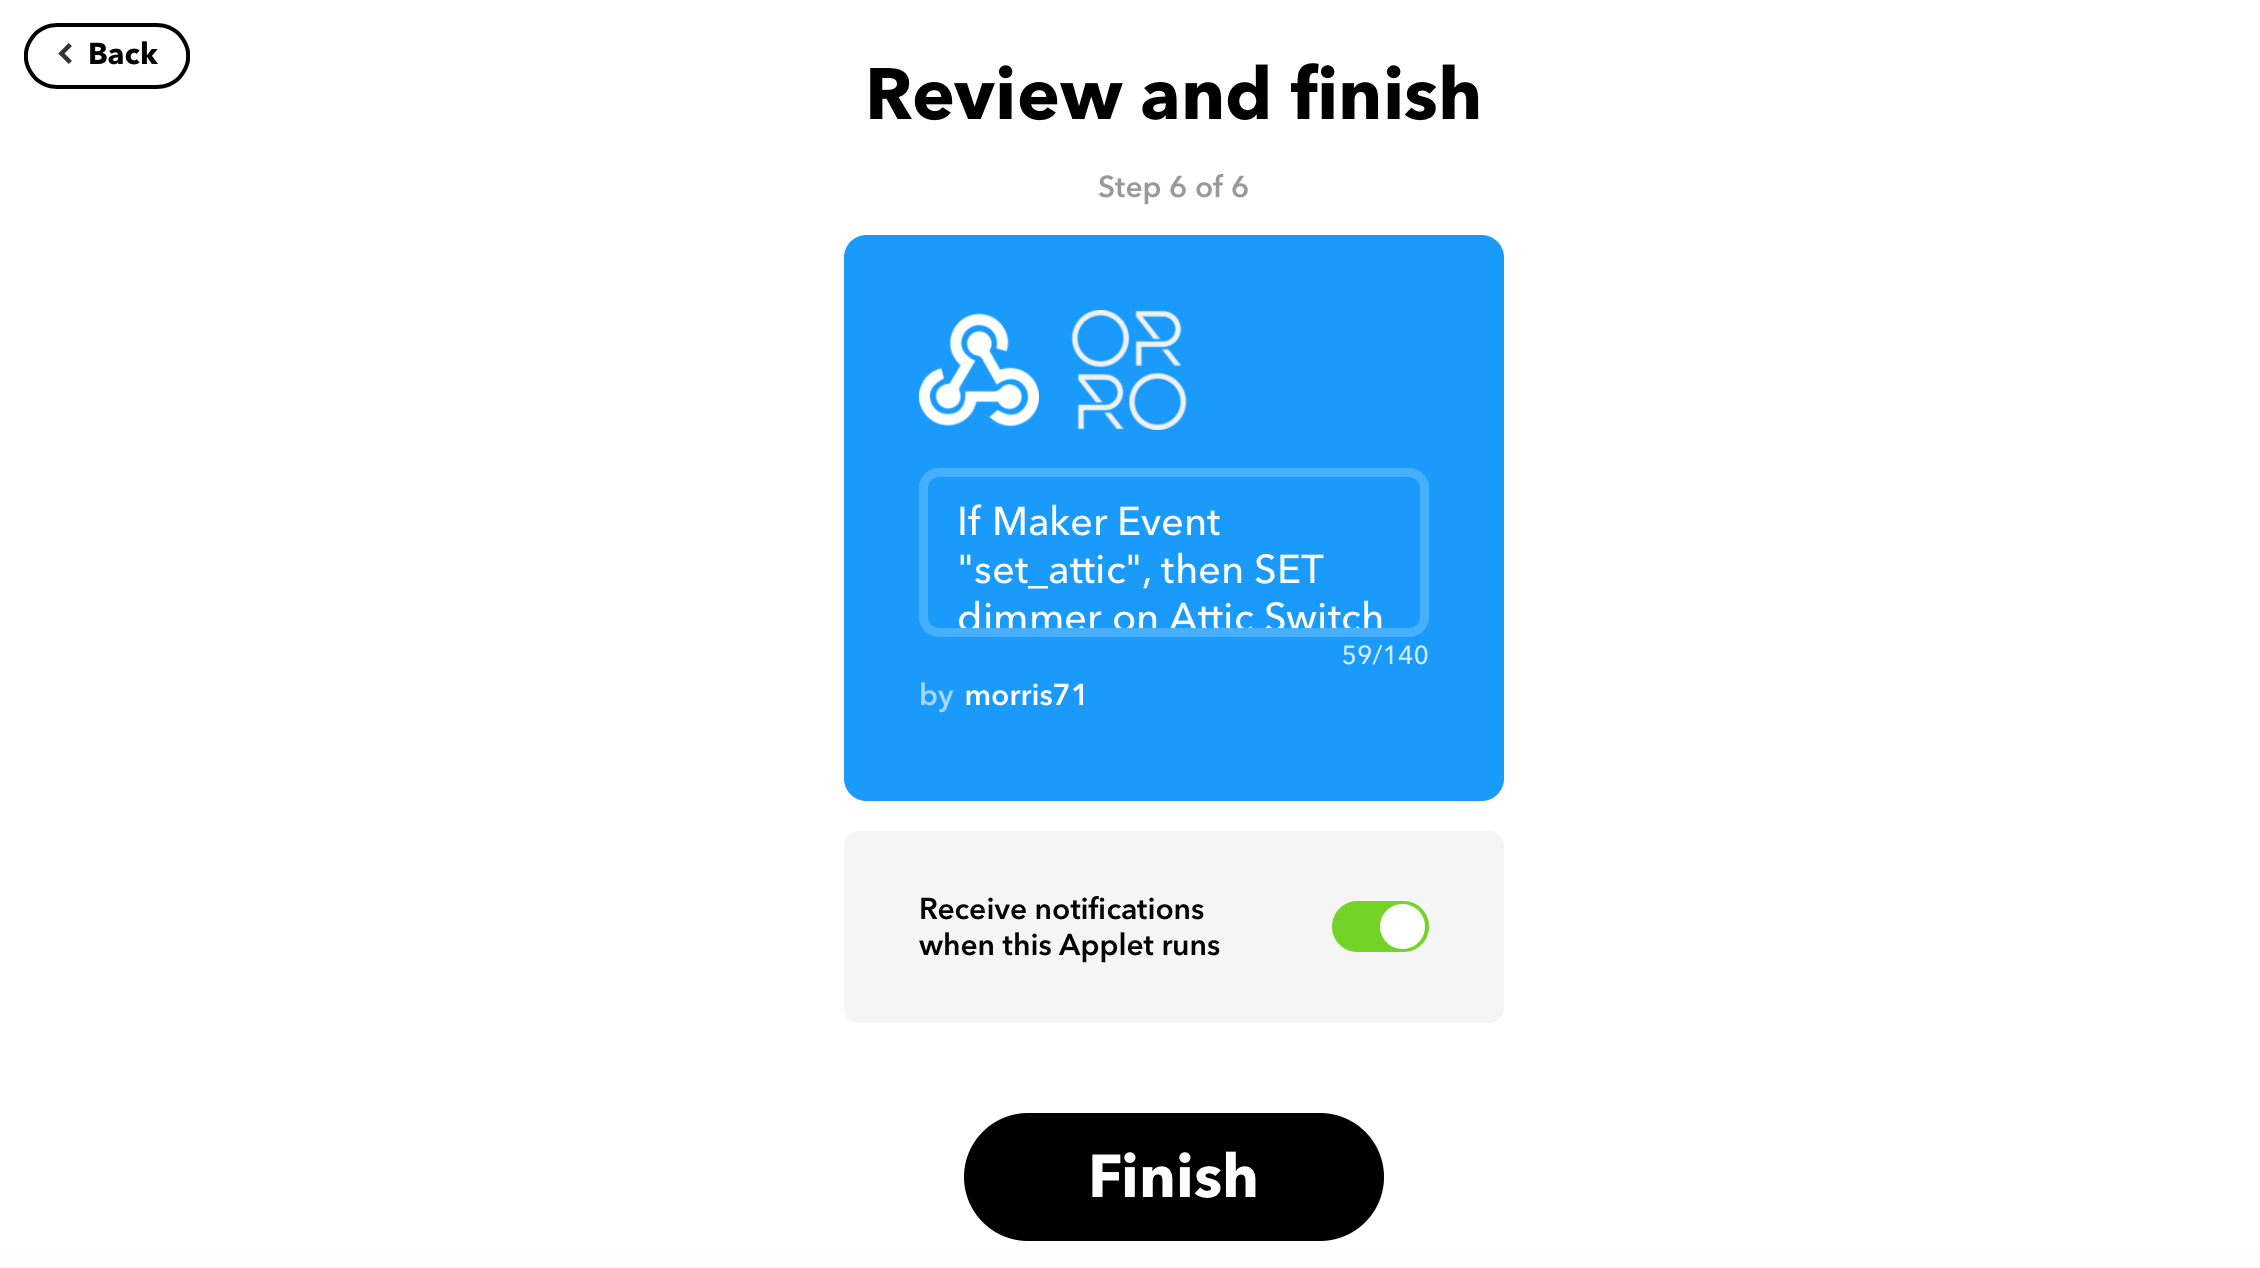 Back
Review and finish
Step 6 of 6
OR
RO
If Maker Event
"set_attic", then SET
dimmer on Attic Switch
59/140
by morris71
Receive notifications
when this Applet runs
Finish